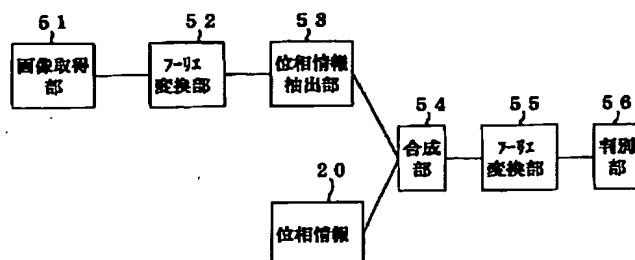 51
画像取得
部
52
フーリエ
変換部
53
位相情報
抽出部
54
合成
部
55
フーリエ
変換部
56
判別
部
20
位相情報